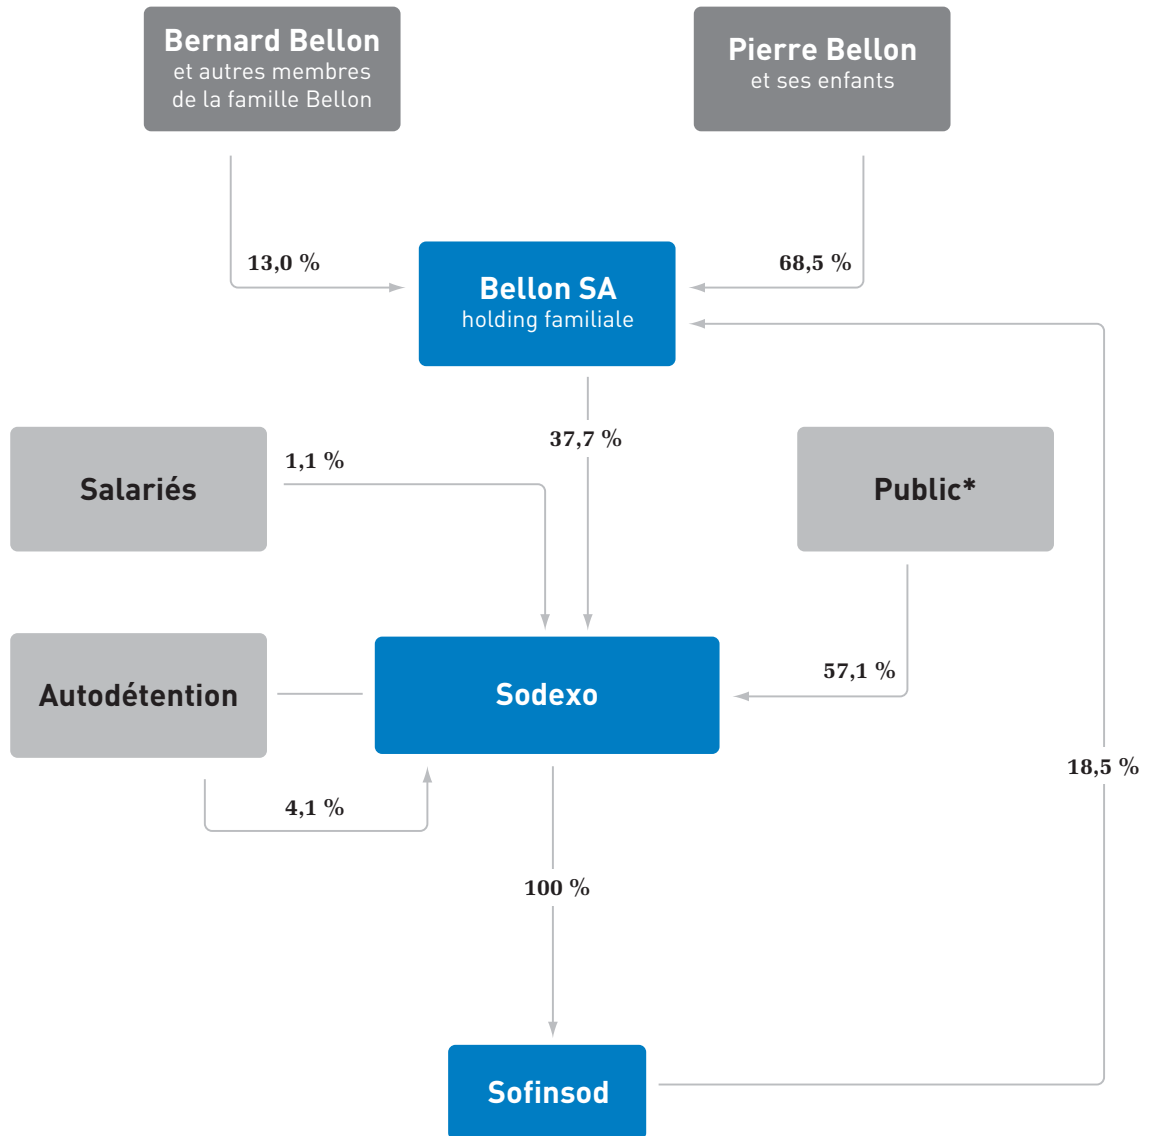 Bernard Bellon
et autres membres
de la famille Bellon
Pierre Bellon
et ses enfants
13,0 %
68,5 %
Bellon SA
holding familiale
37,7 %
Salariés
1,1 %
Public*
Autodétention
Sodexo
57,1 %
18,5 %
4,1 %
100 %
Sofinsod